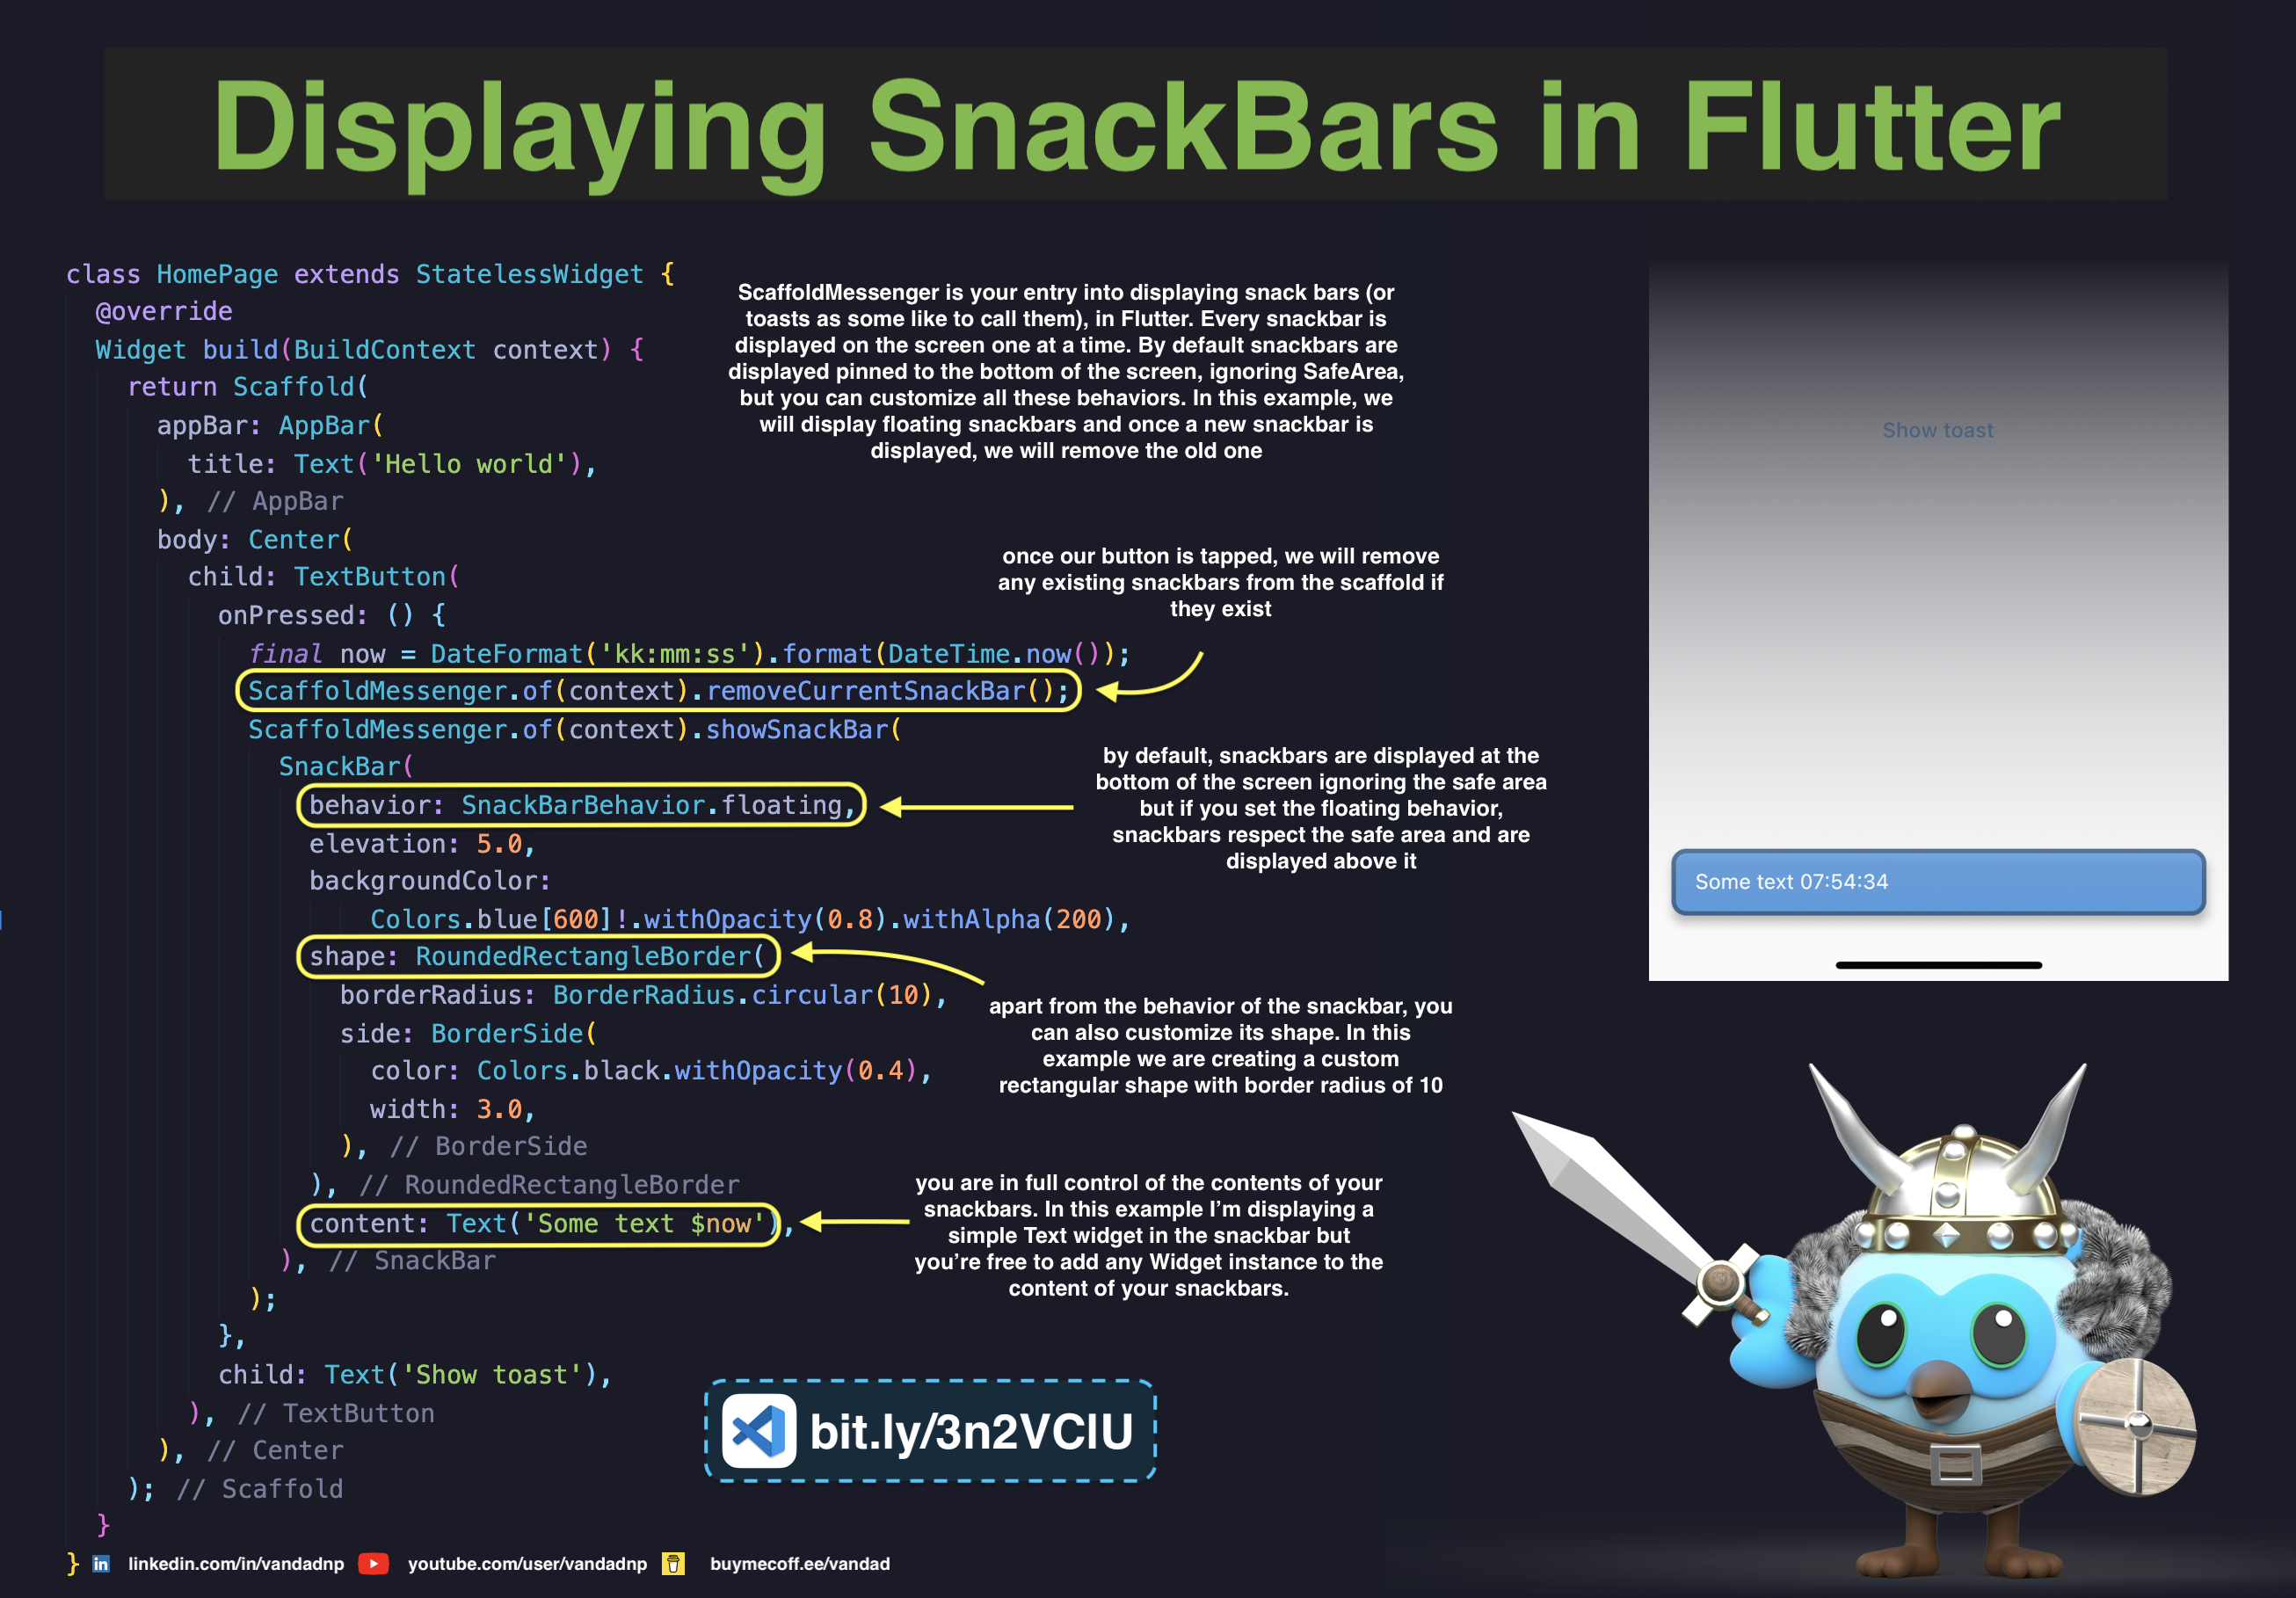 Displaying SnackBars in Flutter
class HomePage extends StatelessWidget {
@override
Widget build(BuildContext context) {
return Scaffold(
appBar: AppBar(
title: Text('Hello world'),
), // AppBar
body: Center(
child: TextButton(
onPressed: () {
final now = DateFormat('kk:mm:ss').format(DateTime.now());
ScaffoldMessenger.of(context).removeCurrentSnackBar();
ScaffoldMessenger.of(context).showSnackBar(
SnackBar(
behavior: SnackBarBehavior.floating,
elevation: 5.0,
backgroundColor:
Colors.blue[600]!.withOpacity(0.8).withAlpha(200),
shape: RoundedRectangleBorder(
borderRadius: BorderRadius.circular(10),
side: BorderSide(
color: Colors.black.withOpacity(0.4),
width: 3.0,
), // BorderSide
), // RoundedRectangleBorder
content: Text('Some text $now'),
), // SnackBar
);
},
child: Text('Show toast'),
), // TextButton
), // Center
); // Scaffold
}
}
ScaffoldMessenger is your entry into displaying snack bars (or
toasts as some like to call them), in Flutter. Every snackbar is
displayed on the screen one at a time. By default snackbars are
displayed pinned to the bottom of the screen, ignoring SafeArea,
but you can customize all these behaviors. In this example, we
will display floating snackbars and once a new snackbar is
displayed, we will remove the old one
once our button is tapped, we will remove
any existing snackbars from the scaffold if
they exist
by default, snackbars are displayed at the
bottom of the screen ignoring the safe area
but if you set the floating behavior,
snackbars respect the safe area and are
displayed above it
apart from the behavior of the snackbar, you
can also customize its shape. In this
example we are creating a custom
rectangular shape with border radius of 10
you are in full control of the contents of your
snackbars. In this example I'm displaying a
simple Text widget in the snackbar but
you're free to add any Widget instance to the
content of your snackbars.
Show toast
Some text 07:54:34
bit.ly/3n2VClU
in linkedin.com/in/vandadnp youtube.com/user/vandadnp buymecoff.ee/vandad